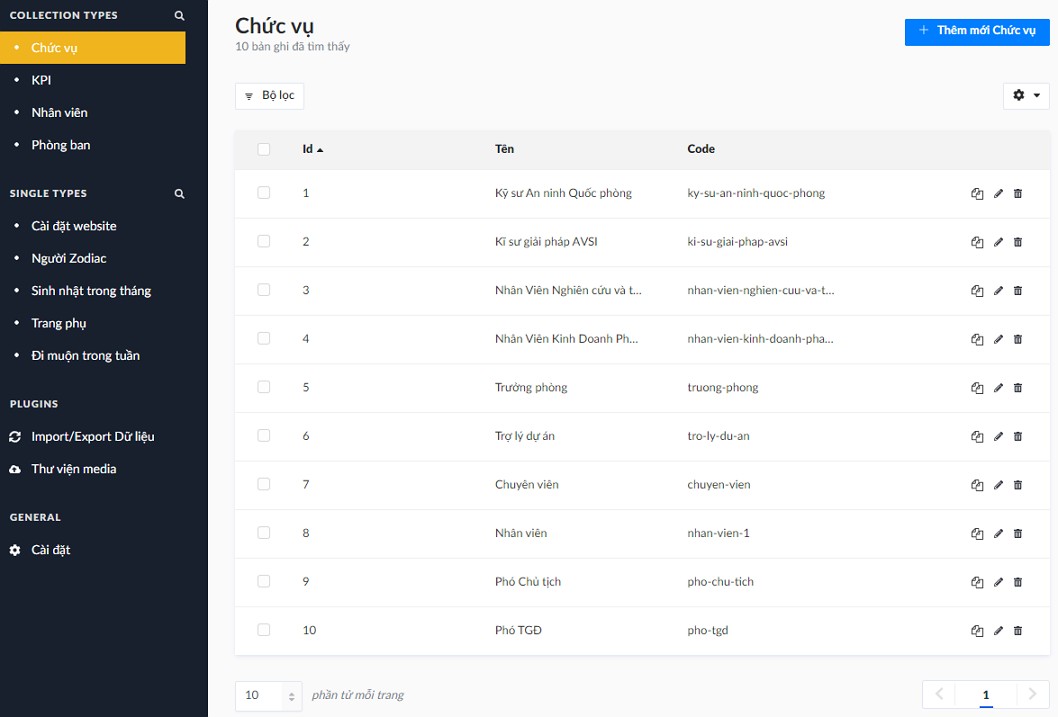 COLLECTION TYPES
Chức vụ
KPI
Nhân viên
Phòng ban
SINGLE TYPES
Cài đặt website
Người Zodiac
Sinh nhật trong tháng
Trang phụ
Đi muộn trong tuần
PLUGINS
Import/Export Dữ liệu
Thư viện media
GENERAL
Cài đặt
Chức vụ
10 bản ghi đã tìm thấy
Thêm mới Chức vụ
Bộ lọc
Id Tên Code
1 Kỹ sư An ninh Quốc phòng ky-su-an-ninh-quoc-phong
2 Kĩ sư giải pháp AVSI ki-su-giai-phap-avsi
3 Nhân Viên Nghiên cứu và t... nhan-vien-nghien-cuu-va-t...
4 Nhân Viên Kinh Doanh Ph... nhan-vien-kinh-doanh-pha...
5 Trưởng phòng truong-phong
6 Trợ lý dự án tro-ly-du-an
7 Chuyên viên chuyen-vien
8 Nhân viên nhan-vien-1
9 Phó Chủ tịch pho-chu-tich
10 Phó TGĐ pho-tgd
10 phần tử mỗi trang
1